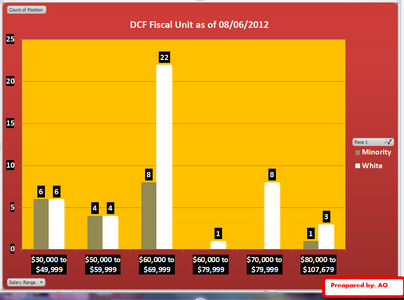 Count of Position
DCF Fiscal Unit as of 08/06/2012
25
20
15
10
5
0
6
6
4
4
8
22
1
8
1
3
$30,000 to
$49,999
$50,000 to
$59,999
$60,000 to
$69,999
$60,000 to
$79,999
$70,000 to
$79,999
$80,000 to
$107,679
Race 1
Minority
White
Salary Range
Preapared by: AO